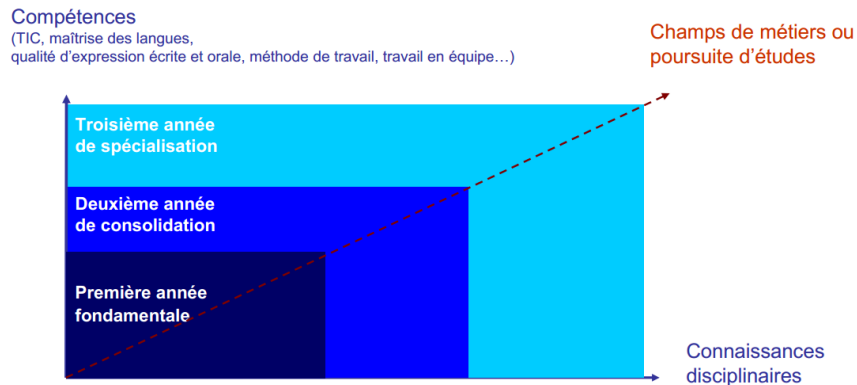 Compétences
(TIC, maîtrise des langues,
qualité d'expression écrite et orale, méthode de travail, travail en équipe…)
Champs de métiers ou
poursuite d'études
Troisième année
de spécialisation
Deuxième année
de consolidation
Première année
fondamentale
Connaissances
disciplinaires